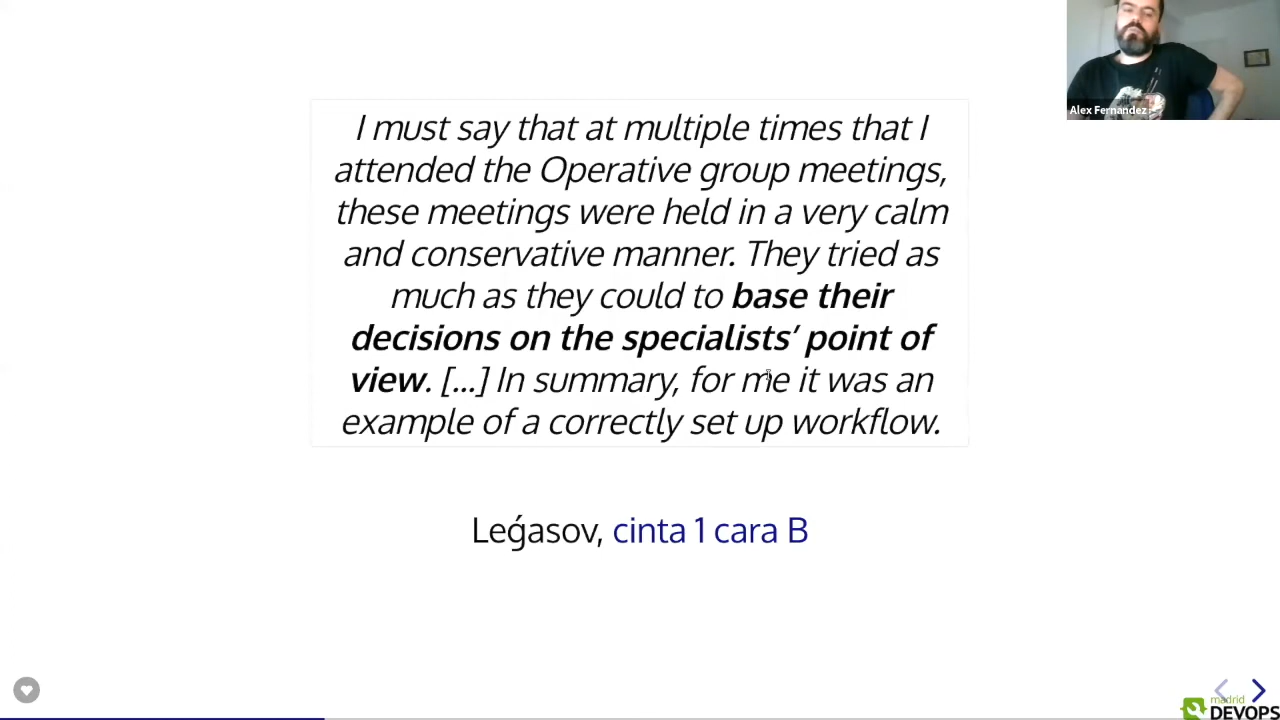 Alex Fernandez
I must say that at multiple times that I
attended the Operative group meetings,
these meetings were held in a very calm
and conservative manner. They tried as
much as they could to base their
decisions on the specialists’ point of
view. [...] In summary, for me it was an
example of a correctly set up workflow.
Leǵasov, cinta 1 cara B
madrid
DEVOPS